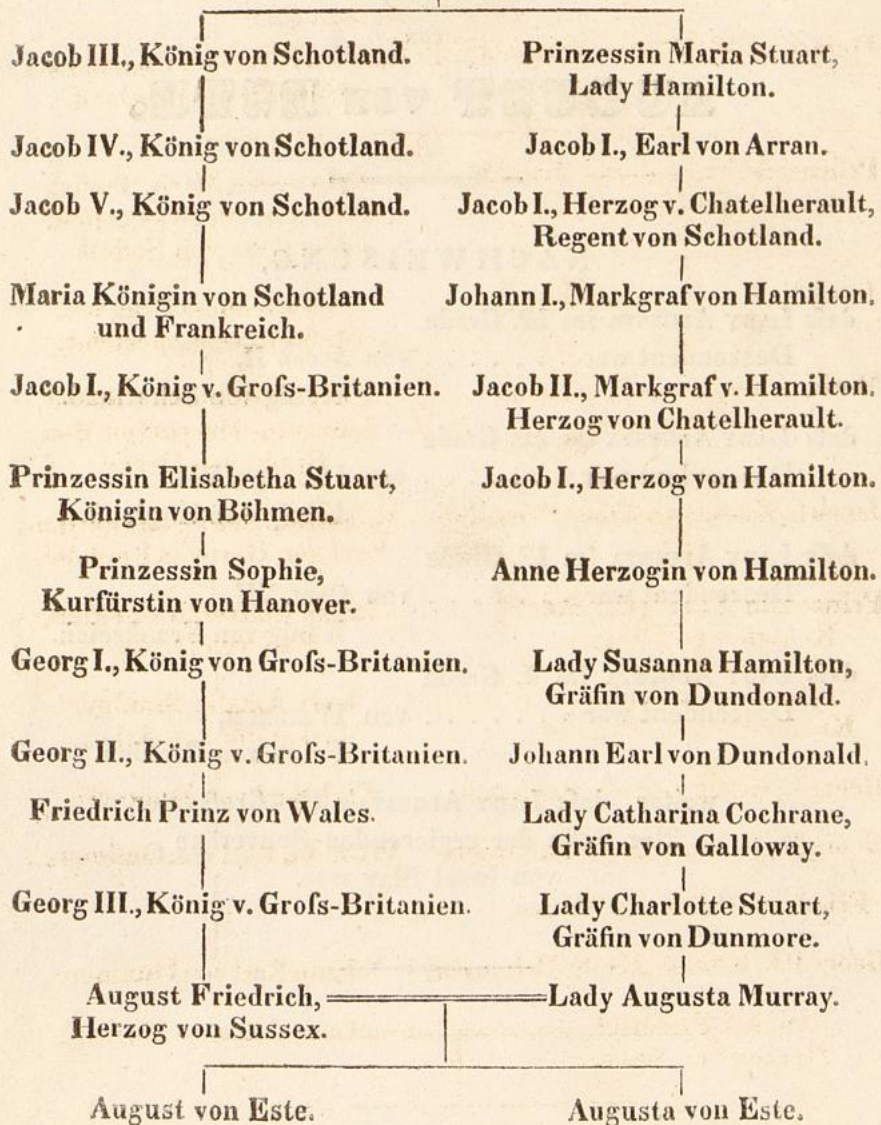 Jacob III., König von Schotland.
Prinzessin Maria Stuart,
Lady Hamilton.
Jacob IV., König von Schotland.
Jacob I., Earl von Arran.
Jacob V., König von Schotland.
Jacob I., Herzog v. Chatelherault,
Regent von Schotland.
Maria Königin von Schotland
und Frankreich.
Johann I., Markgraf von Hamilton.
Jacob I., König v. Groſs-Britanien.
Jacob II., Markgraf v. Hamilton.
Herzog von Chatelherault.
Prinzessin Elisabetha Stuart,
Königin von Böhmen.
Jacob I., Herzog von Hamilton.
Prinzessin Sophie,
Kurfürstin von Hanover.
Anne Herzogin von Hamilton.
Georg I., König von Groſs-Britanien.
Lady Susanna Hamilton,
Gräfin von Dundonald.
Georg II., König v. Groſs-Britanien.
Johann Earl von Dundonald.
Friedrich Prinz von Wales.
Lady Catharina Cochrane,
Gräfin von Galloway.
Georg III., König v. Groſs-Britanien.
Lady Charlotte Stuart,
Gräfin von Dunmore.
August Friedrich,
Herzog von Sussex.
Lady Augusta Murray.
August von Este.
Augusta von Este.